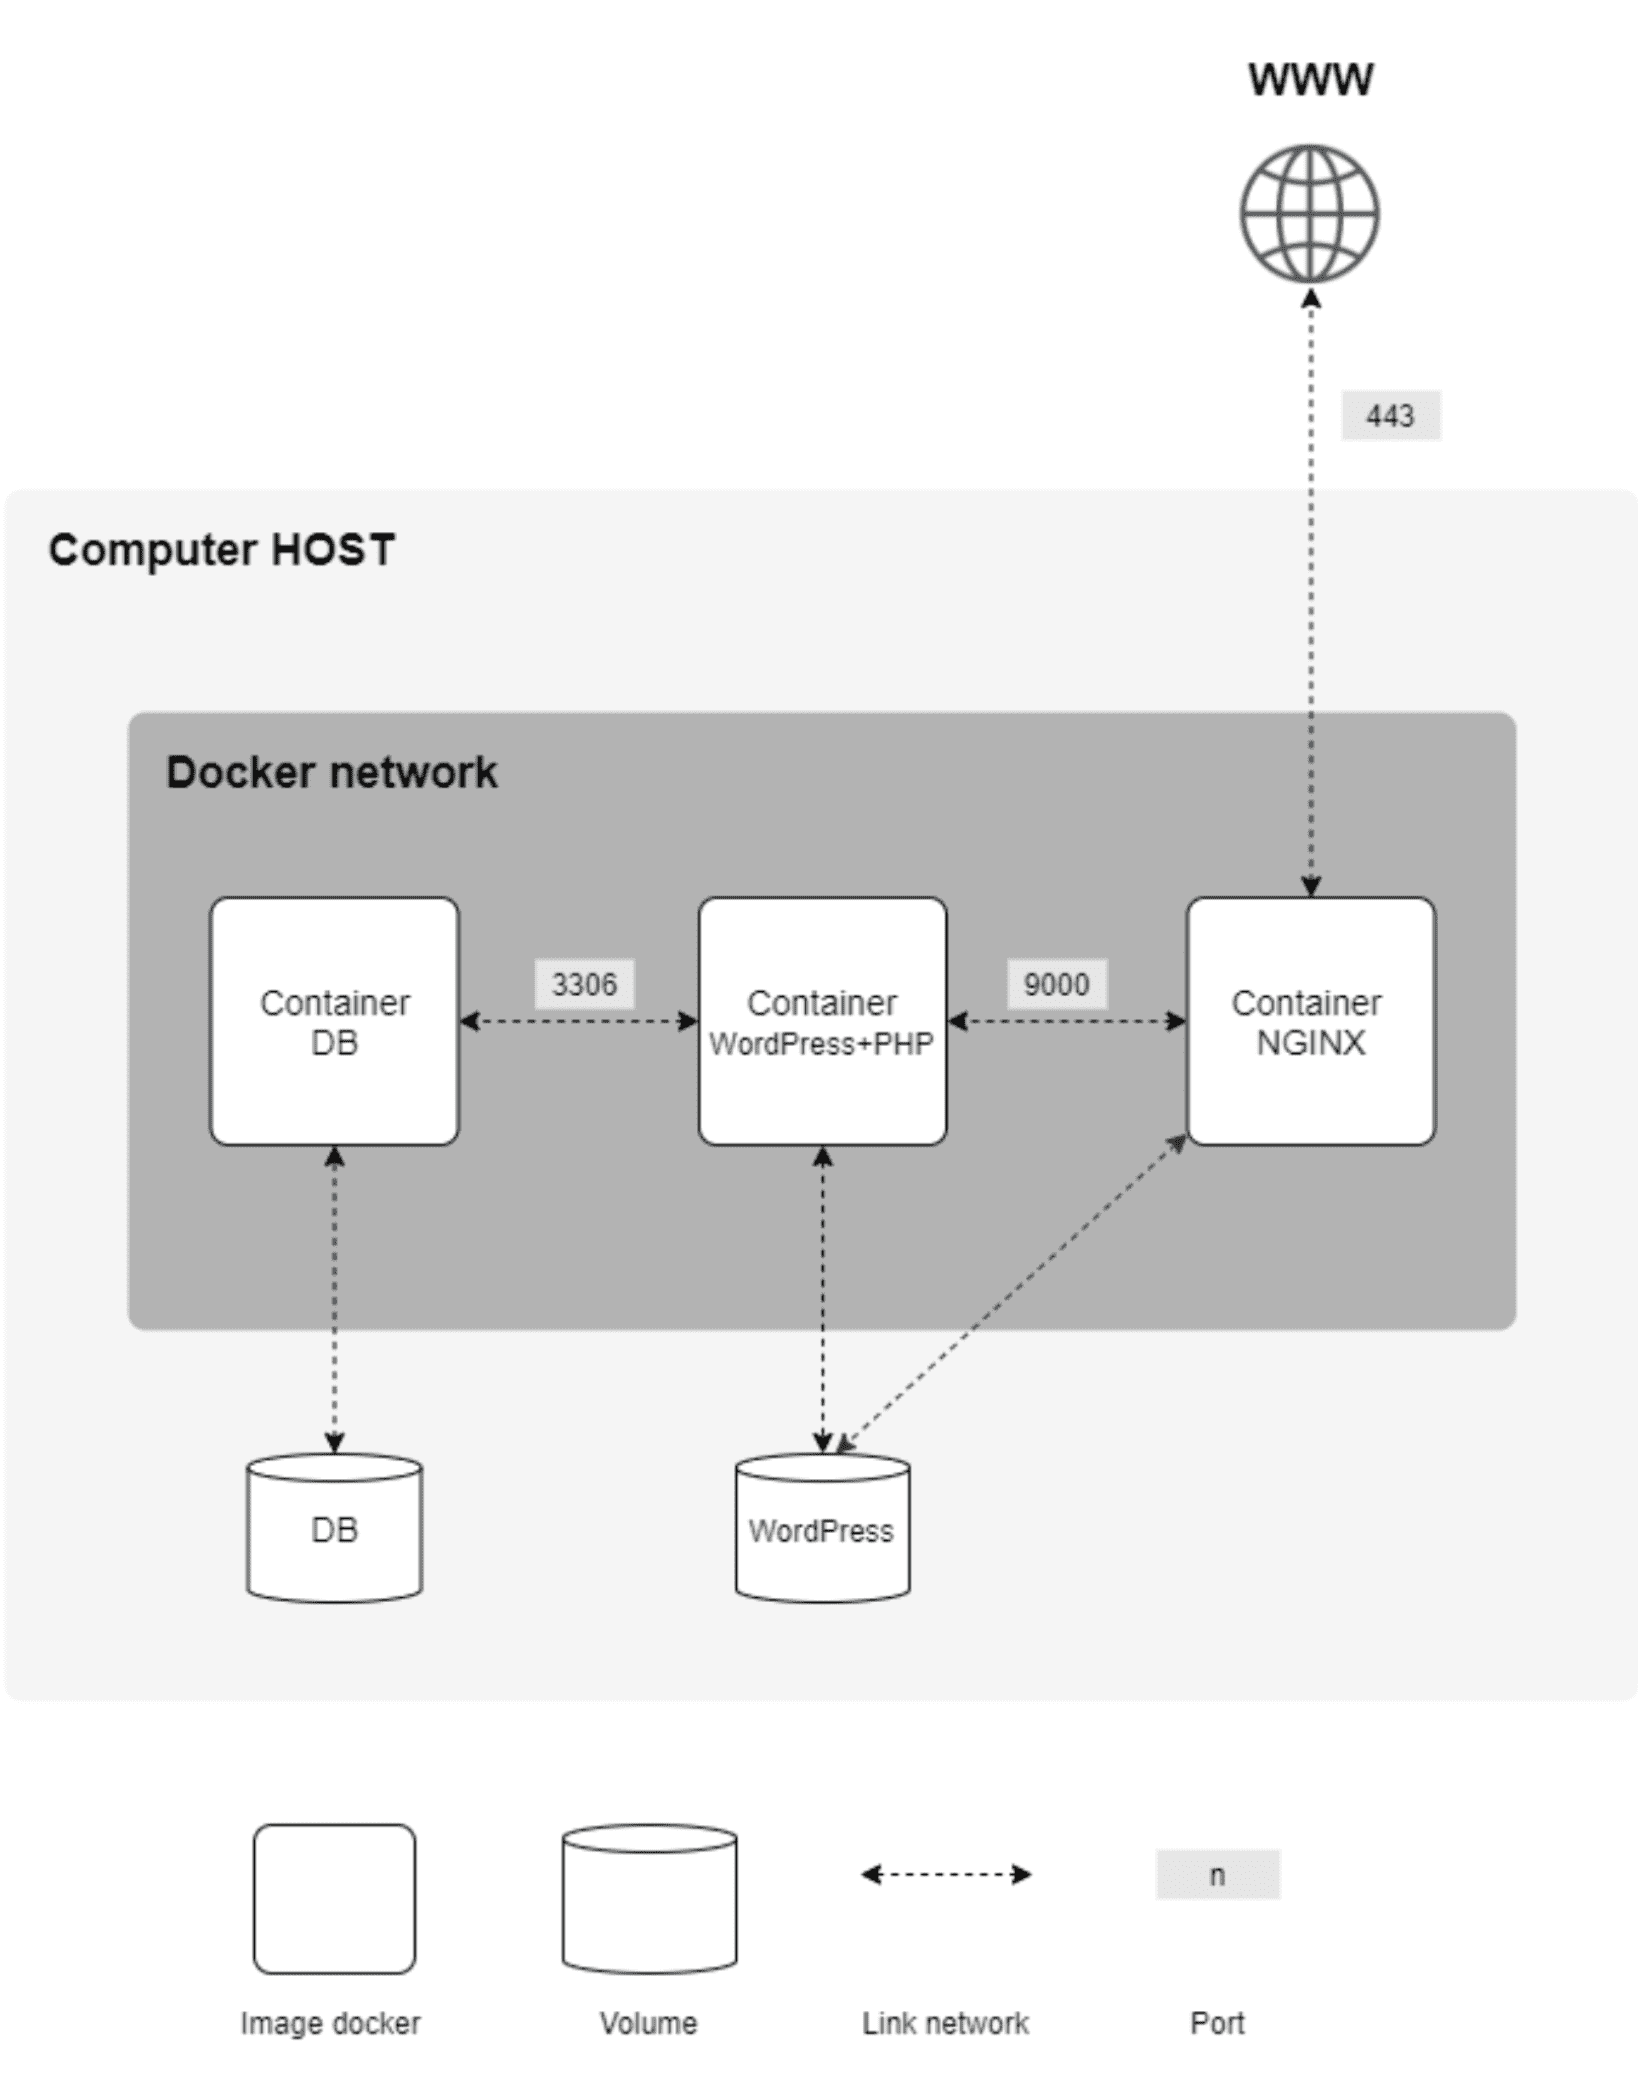 WWW
443
Computer HOST
Docker network
Container
DB
3306
Container
WordPress+PHP
9000
Container
NGINX
DB
WordPress
n
Image docker
Volume
Link network
Port